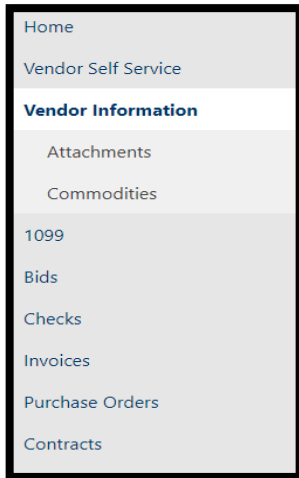 Home
Vendor Self Service
Vendor Information
Attachments
Commodities
1099
Bids
Checks
Invoices
Purchase Orders
Contracts